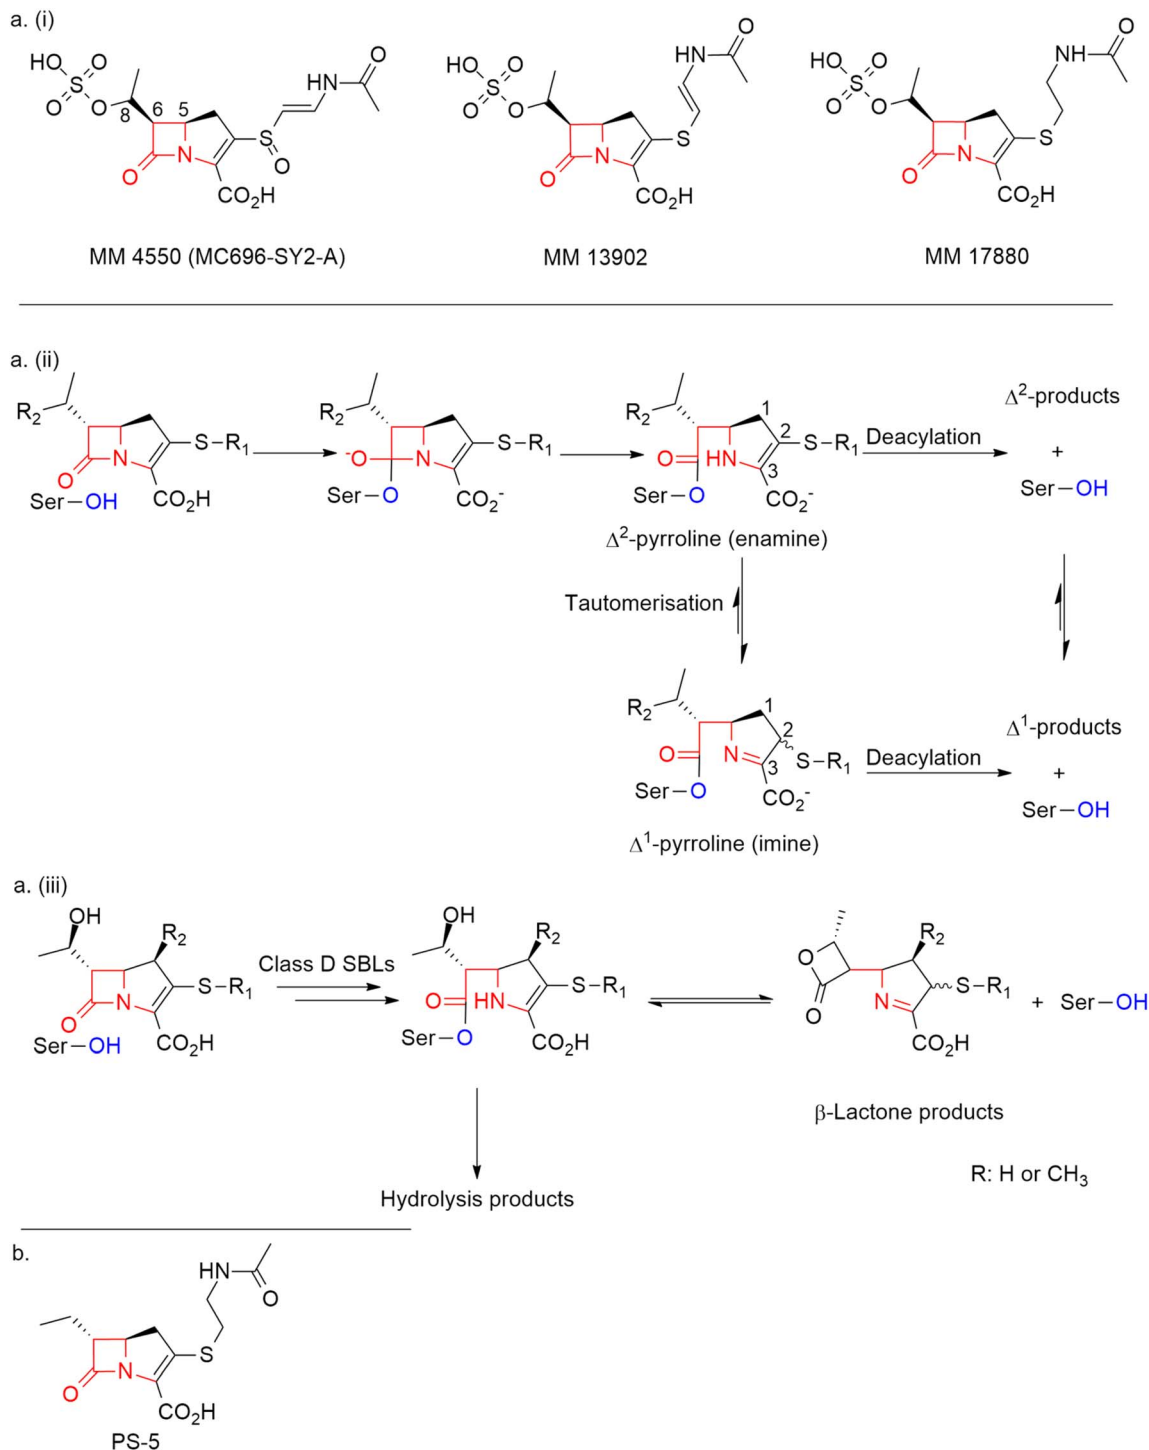 a. (i)
HO
S
O
O
O
8
6
5
N
O
S
O
HN
O
CO2H
MM 4550 (MC696-SY2-A)
HO
S
O
O
O
N
O
S
HN
O
CO2H
MM 13902
HO
S
O
O
O
N
O
S
NH
O
CO2H
MM 17880
a. (ii)
R2
O
N
S–R1
CO2H
Ser–OH
R2
-O
N
S–R1
Ser–O
CO2-
R2
1
2
3
O
HN
S–R1
Ser–O
CO2-
Δ2-pyrroline (enamine)
Deacylation
Δ2-products
+
Ser–OH
Tautomerisation
R2
1
2
3
O
N
S–R1
Ser–O
CO2-
Δ1-pyrroline (imine)
Deacylation
Δ1-products
+
Ser–OH
a. (iii)
OH
R2
O
N
S–R1
CO2H
Ser–OH
Class D SBLs
OH
R2
O
HN
S–R1
Ser–O
CO2H
O
O
R2
N
S–R1
CO2H
+ Ser–OH
β-Lactone products
R: H or CH3
Hydrolysis products
b.
HN
O
S
N
O
CO2H
PS-5